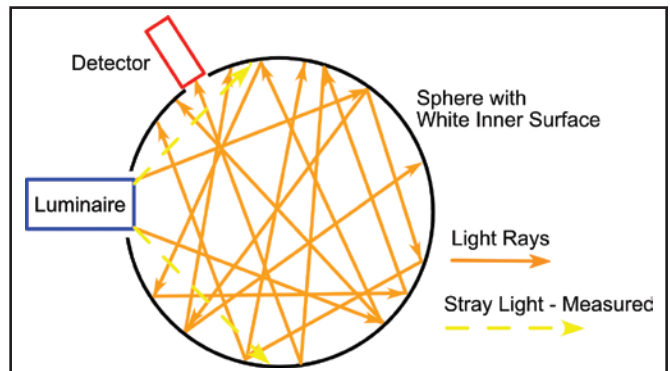 Detector
Sphere with
White Inner Surface
Luminaire
Light Rays
Stray Light - Measured